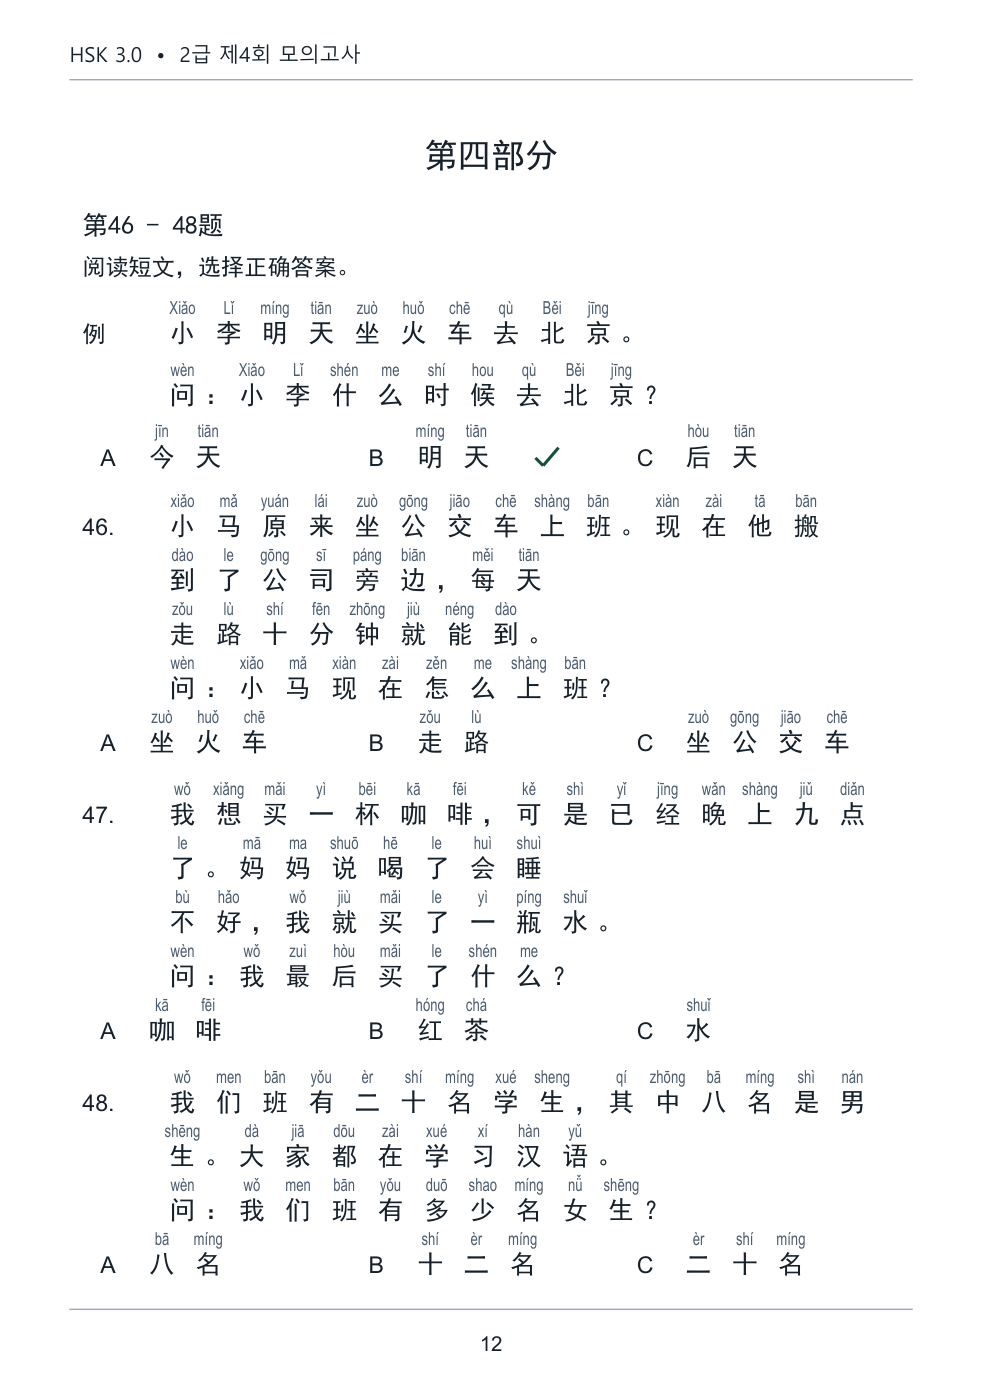 HSK 3.0 • 2급 제4회 모의고사
第四部分
第46 – 48题
阅读短文，选择正确答案。
Xiǎo Lǐ míng tiān zuò huǒ chē qù Běi jīng
例 小李明天坐火车去北京。
wèn Xiǎo Lǐ shén me shí hou qù Běi jīng
问：小李什么时候去北京？
jīn tiān míng tiān hòu tiān
A 今天 B 明天 ✓ C 后天
xiǎo mǎ yuán lái zuò gōng jiāo chē shàng bān xiàn zài tā bān
46. 小马原来坐公交车上班。现在他搬
dào le gōng sī páng biān měi tiān
到了公司旁边，每天
zǒu lù shí fēn zhōng jiù néng dào
走路十分钟就能到。
wèn xiǎo mǎ xiàn zài zěn me shàng bān
问：小马现在怎么上班？
zuò huǒ chē zǒu lù zuò gōng jiāo chē
A 坐火车 B 走路 C 坐公交车
wǒ xiǎng mǎi yì bēi kā fēi kě shì yǐ jīng wǎn shàng jiǔ diǎn
47. 我想买一杯咖啡，可是已经晚上九点
le mā ma shuō hē le huì shuì
了。妈妈说喝了会睡
bù hǎo wǒ jiù mǎi le yì píng shuǐ
不好，我就买了一瓶水。
wèn wǒ zuì hòu mǎi le shén me
问：我最后买了什么？
kā fēi hóng chá shuǐ
A 咖啡 B 红茶 C 水
wǒ men bān yǒu èr shí míng xué sheng qí zhōng bā míng shì nán
48. 我们班有二十名学生，其中八名是男
shēng dà jiā dōu zài xué xí hàn yǔ
生。大家都在学习汉语。
wèn wǒ men bān yǒu duō shao míng nǚ shēng
问：我们班有多少名女生？
bā míng shí èr míng èr shí míng
A 八名 B 十二名 C 二十名
12